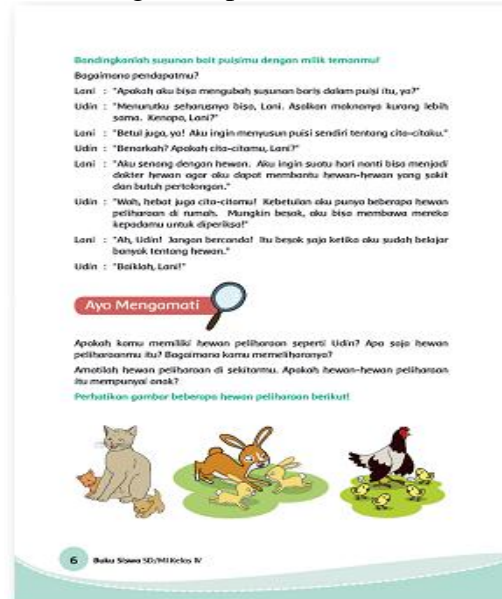 Bandingkanlah susunan bait puisimu dengan milik temanmu!
Bagaimana pendapatmu?
Lani : "Apakah aku bisa mengubah susunan baris dalam puisi itu, ya?"
Udin : "Menurutku seharusnya bisa, Lani. Asalkan maknanya kurang lebih
sama. Kenapa, Lani?"
Lani : "Betul juga, ya! Aku ingin menyusun puisi sendiri tentang cita-citaku."
Udin : "Benarkah? Apakah cita-citamu, Lani?"
Lani : "Aku senang dengan hewan. Aku ingin suatu hari nanti bisa menjadi
dokter hewan agar aku dapat membantu hewan-hewan yang sakit
dan butuh pertolongan."
Udin : "Wah, hebat juga cita-citamu! Kebetulan aku punya beberapa hewan
peliharaan di rumah. Mungkin besok, aku bisa membawa mereka
kepadamu untuk diperiksa!"
Lani : "Ah, Udin! Jangan bercanda! Itu besok saja ketika aku sudah belajar
banyak tentang hewan."
Udin : "Baiklah, Lani!"
Ayo Mengamati
Apakah kamu memiliki hewan peliharaan seperti Udin? Apa saja hewan
peliharaanmu itu? Bagaimana kamu memeliharanya?
Amatilah hewan peliharaan di sekitarmu. Apakah hewan-hewan peliharaan
itu mempunyai anak?
Perhatikan gambar beberapa hewan peliharaan berikut!
6 Buku Siswa SD/MI Kelas IV